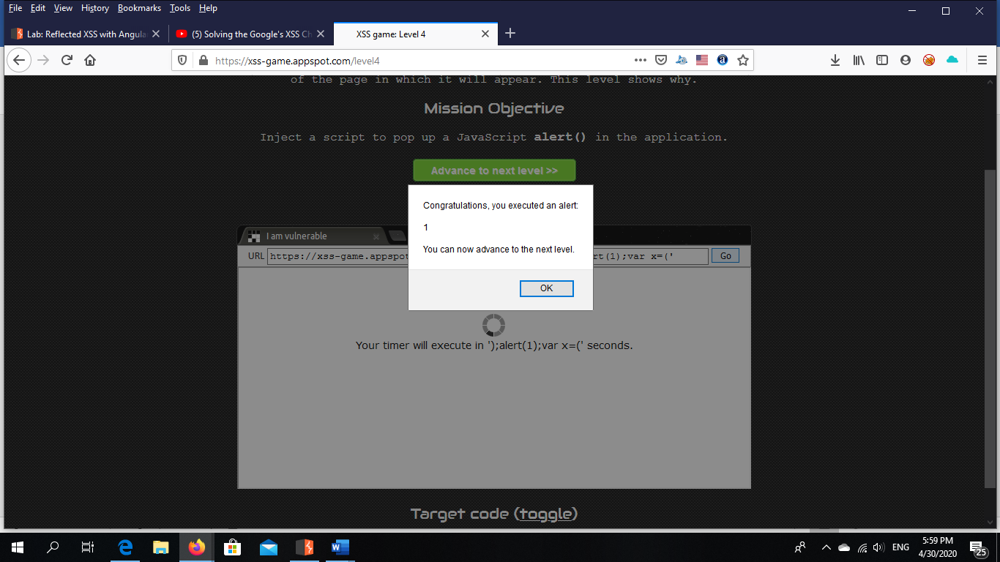 File Edit View History Bookmarks Tools Help
Lab: Reflected XSS with Angula
(5) Solving the Google's XSS Ch
XSS game: Level 4
https://xss-game.appspot.com/level4
of the page in which it will appear. This level shows why.
Mission Objective
Inject a script to pop up a JavaScript alert() in the application.
Advance to next level >>
Congratulations, you executed an alert:
1
You can now advance to the next level.
OK
I am vulnerable
URL https://xss-game.appspot rt(1);var x=(' Go
Your timer will execute in ');alert(1);var x=(' seconds.
Target code (toggle)
ENG
5:59 PM
4/30/2020
25